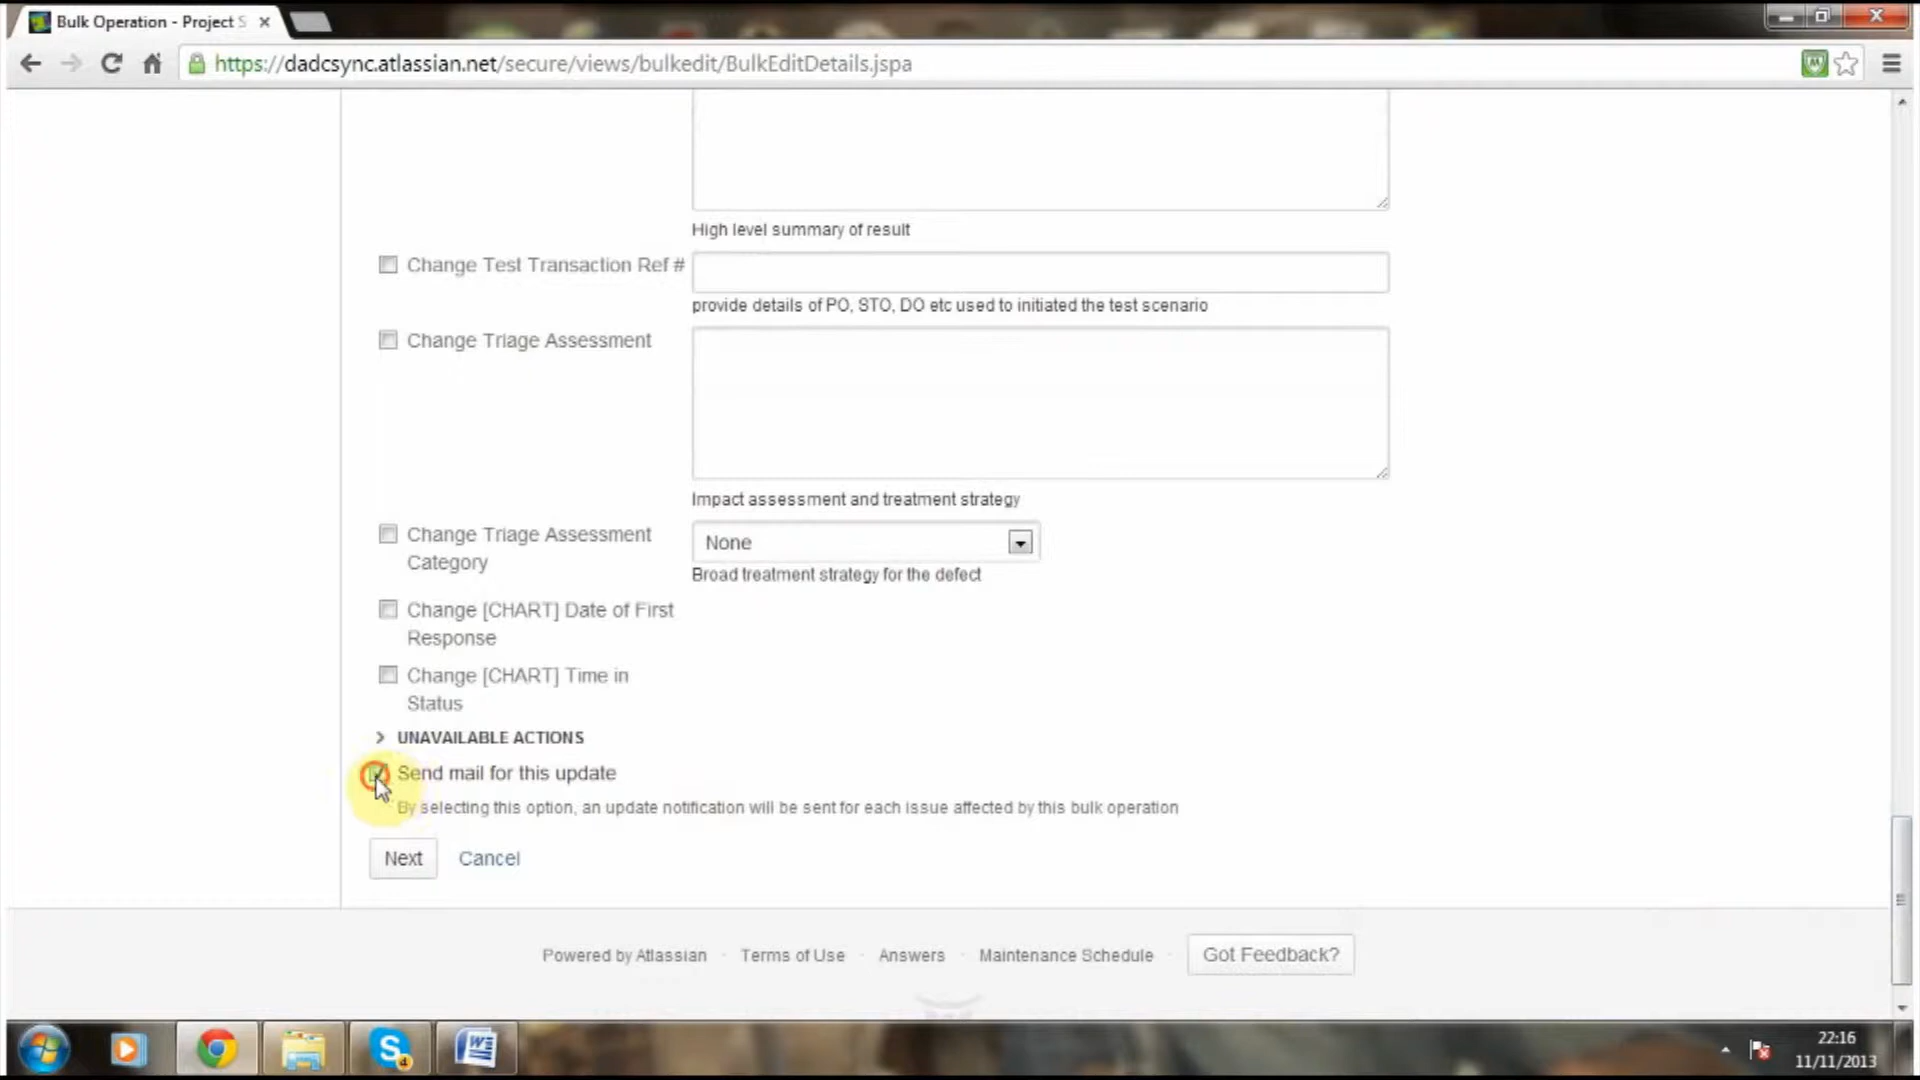 Bulk Operation - Project S
https://dadcsync.atlassian.net/secure/views/bulkedit/BulkEditDetails.jspa
High level summary of result
Change Test Transaction Ref #
provide details of PO, STO, DO etc used to initiated the test scenario
Change Triage Assessment
Impact assessment and treatment strategy
Change Triage Assessment
Category
None
Broad treatment strategy for the defect
Change [CHART] Date of First
Response
Change [CHART] Time in
Status
UNAVAILABLE ACTIONS
Send mail for this update
By selecting this option, an update notification will be sent for each issue affected by this bulk operation
Next Cancel
Powered by Atlassian · Terms of Use · Answers · Maintenance Schedule · Got Feedback?
22:16
11/11/2013